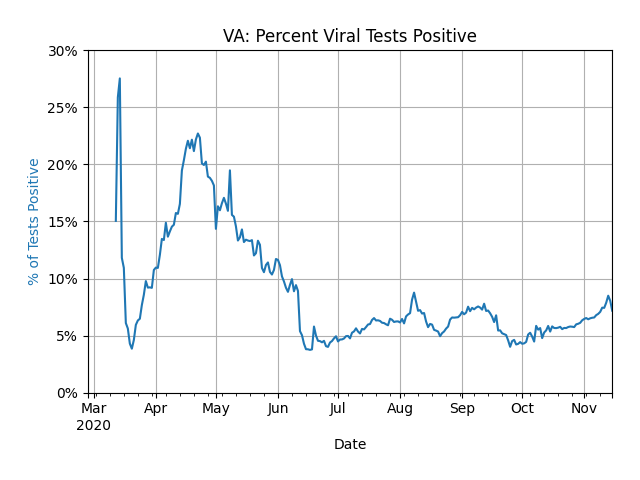 VA: Percent Viral Tests Positive
30%
25%
20%
15%
10%
5%
0%
% of Tests Positive
Mar Apr May Jun Jul Aug Sep Oct Nov
2020
Date